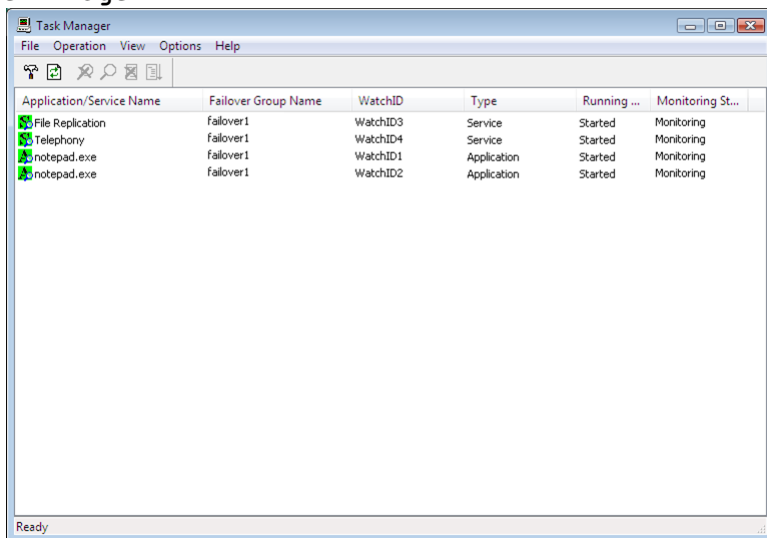 Task Manager
File Operation View Options Help
Application/Service Name Failover Group Name WatchID Type Running ... Monitoring St...
File Replication failover1 WatchID3 Service Started Monitoring
Telephony failover1 WatchID4 Service Started Monitoring
notepad.exe failover1 WatchID1 Application Started Monitoring
notepad.exe failover1 WatchID2 Application Started Monitoring
Ready